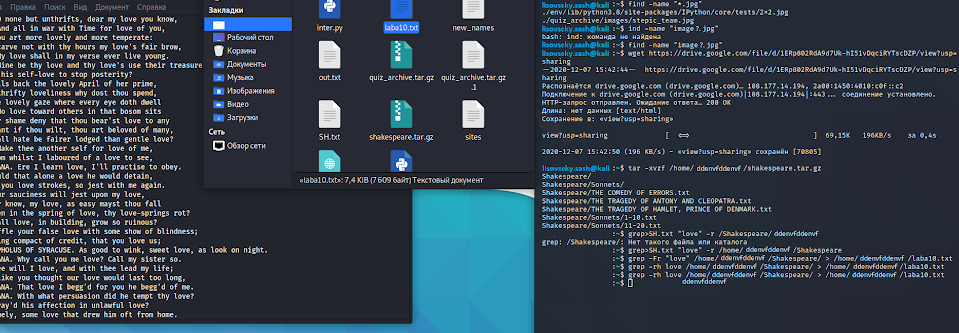 Правка Поиск Вид Документ Справка
O none but unthrifts, dear my love you know,
And all in war with Time for love of you,
ou art more lovely and more temperate:
carve not with thy hours my love's fair brow,
My love shall in my verse ever live young.
Mine be thy love and thy love's use their treasure
his self-love to stop posterity?
lls back the lovely April of her prime,
thrifty loveliness why dost thou spend,
e lovely gaze where every eye doth dwell
No love toward others in that bosom sits
r shame deny that thou bear'st love to any
ant if thou wilt, thou art beloved of many,
all hate be fairer lodged than gentle love?
Make thee another self for love of me,
om whilst I laboured of a love to see,
ANA. Ere I learn love, I'll practise to obey.
uld that alone a love he would detain,
you love strokes, so jest with me again.
ur sauciness will jest upon my love,
r know, my love, as easy mayst thou fall
en in the spring of love, thy love-springs rot?
all love, in building, grow so ruinous?
ffle your false love with some show of blindness;
ing compact of credit, that you love us;
PHOLUS OF SYRACUSE. As good to wink, sweet love, as look on night.
ANA. Why call you me love? Call my sister so.
ee will I love, and with thee lead my life;
ike you thought our love would last too long,
ANA. That love I begg'd for you he begg'd of me.
ANA. With what persuasion did he tempt thy love?
ray'd his affection in unlawful love?
ely, some love that drew him oft from home.
Закладки
Рабочий стол
Корзина
Документы
Музыка
Изображения
Видео
Загрузки
Сеть
Обзор сети
inter.py
laba10.txt
new_names
out.txt
quiz_archive.tar.gz
quiz_archive.tar.gz.1
SH.txt
shakespeare.tar.gz
sites
«laba10.txt»: 7,4 KiB (7 609 байт) Текстовый документ
lisovsky.sash@kali :~$ find -name "*.jpg"
./env/lib/python3.8/site-packages/IPython/core/tests/2×2.jpg
./quiz_archive/images/stepic_team.jpg
lisovsky.sash@kali :~$ ind -name "image?.jpg"
bash: ind: команда не найдена
lisovsky.sash@kali :~$ find -name "image?.jpg"
lisovsky.sash@kali :~$ wget https://drive.google.com/file/d/1ERp802RdA9d7Uk-hI51vDqciRYTscDZP/view?usp=sharing
--2020-12-07 15:42:44-- https://drive.google.com/file/d/1ERp802RdA9d7Uk-hI51vDqciRYTscDZP/view?usp=sharing
Распознаётся drive.google.com (drive.google.com)… 108.177.14.194, 2a00:1450:4010:c0f::c2
Подключение к drive.google.com (drive.google.com)|108.177.14.194|:443... соединение установлено.
HTTP-запрос отправлен. Ожидание ответа… 200 OK
Длина: нет данных [text/html]
Сохранение в: «view?usp=sharing»
view?usp=sharing [ <=> ] 69,15K 196KB/s за 0,4s
2020-12-07 15:42:50 (196 KB/s) - «view?usp=sharing» сохранён [70805]
lisovsky.sash@kali :~$ tar -xvzf /home/ ddenvfddenvf /shakespeare.tar.gz
Shakespeare/
Shakespeare/Sonnets/
Shakespeare/THE COMEDY OF ERRORS.txt
Shakespeare/THE TRAGEDY OF ANTONY AND CLEOPATRA.txt
Shakespeare/THE TRAGEDY OF HAMLET, PRINCE OF DENMARK.txt
Shakespeare/Sonnets/1-10.txt
Shakespeare/Sonnets/11-20.txt
:~$ grep>SH.txt "love" -r /Shakespeare/ ddenvfddenvf
grep: /Shakespeare/: Нет такого файла или каталога
:~$ grep>SH.txt "love" -r /home/ ddenvfddenvf /Shakespeare
:~$ grep -Fr "love" /home/ ddenvfddenvf /Shakespeare/ > /home/ ddenvfddenvf /laba10.txt
:~$ grep -rh love /home/ ddenvfddenvf /Shakespeare/ > /home/ ddenvfddenvf /laba10.txt
:~$ grep -rh love /home/ ddenvfddenvf /Shakespeare/ > /home/ ddenvfddenvf /laba10.txt
:~$ ddenvfddenvf